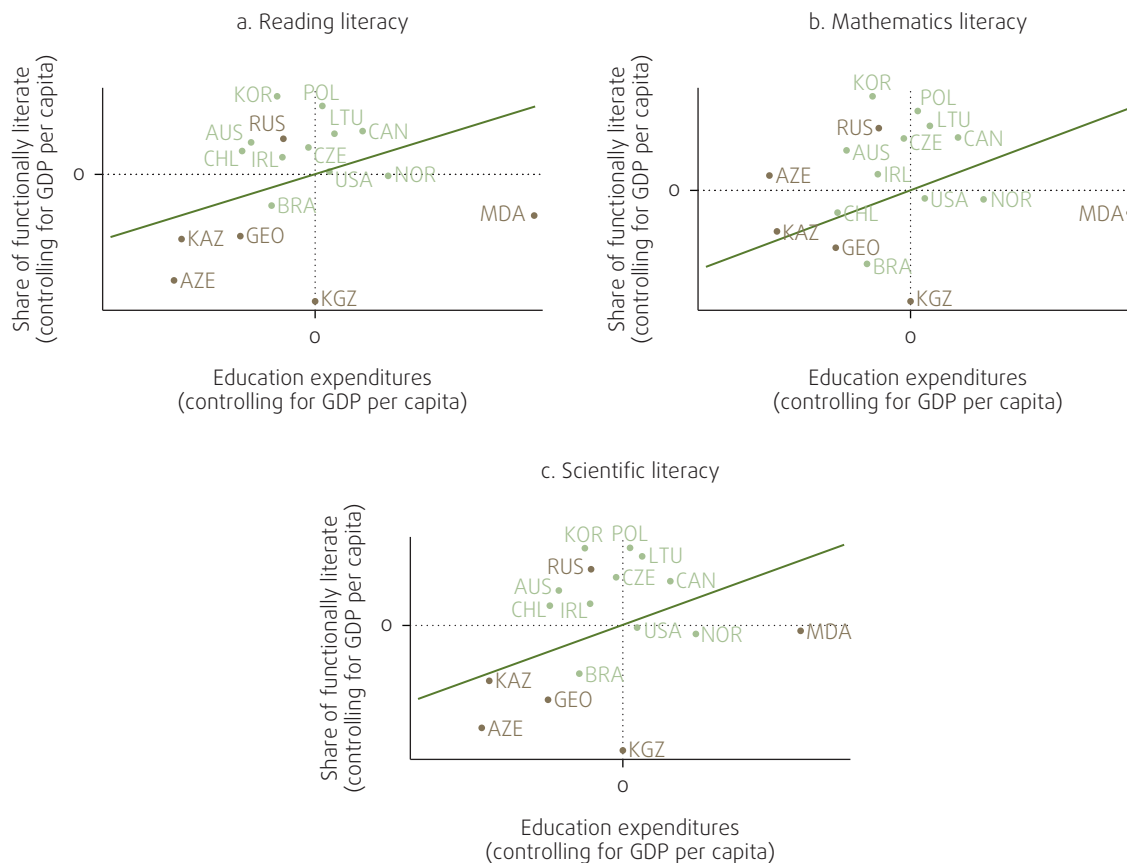 a. Reading literacy
Share of functionally literate
(controlling for GDP per capita)
KOR
POL
RUS
LTU
AUS
CAN
CHL
IRL
CZE
0
USA
NOR
BRA
MDA
KAZ
GEO
AZE
KGZ
0
Education expenditures
(controlling for GDP per capita)
b. Mathematics literacy
Share of functionally literate
(controlling for GDP per capita)
KOR
POL
RUS
LTU
CZE
CAN
AUS
AZE
IRL
0
USA
NOR
CHL
MDA
KAZ
GEO
BRA
KGZ
0
Education expenditures
(controlling for GDP per capita)
c. Scientific literacy
Share of functionally literate
(controlling for GDP per capita)
KOR
POL
LTU
RUS
CZE
CAN
AUS
CHL
IRL
0
USA
NOR
MDA
BRA
KAZ
GEO
AZE
KGZ
0
Education expenditures
(controlling for GDP per capita)